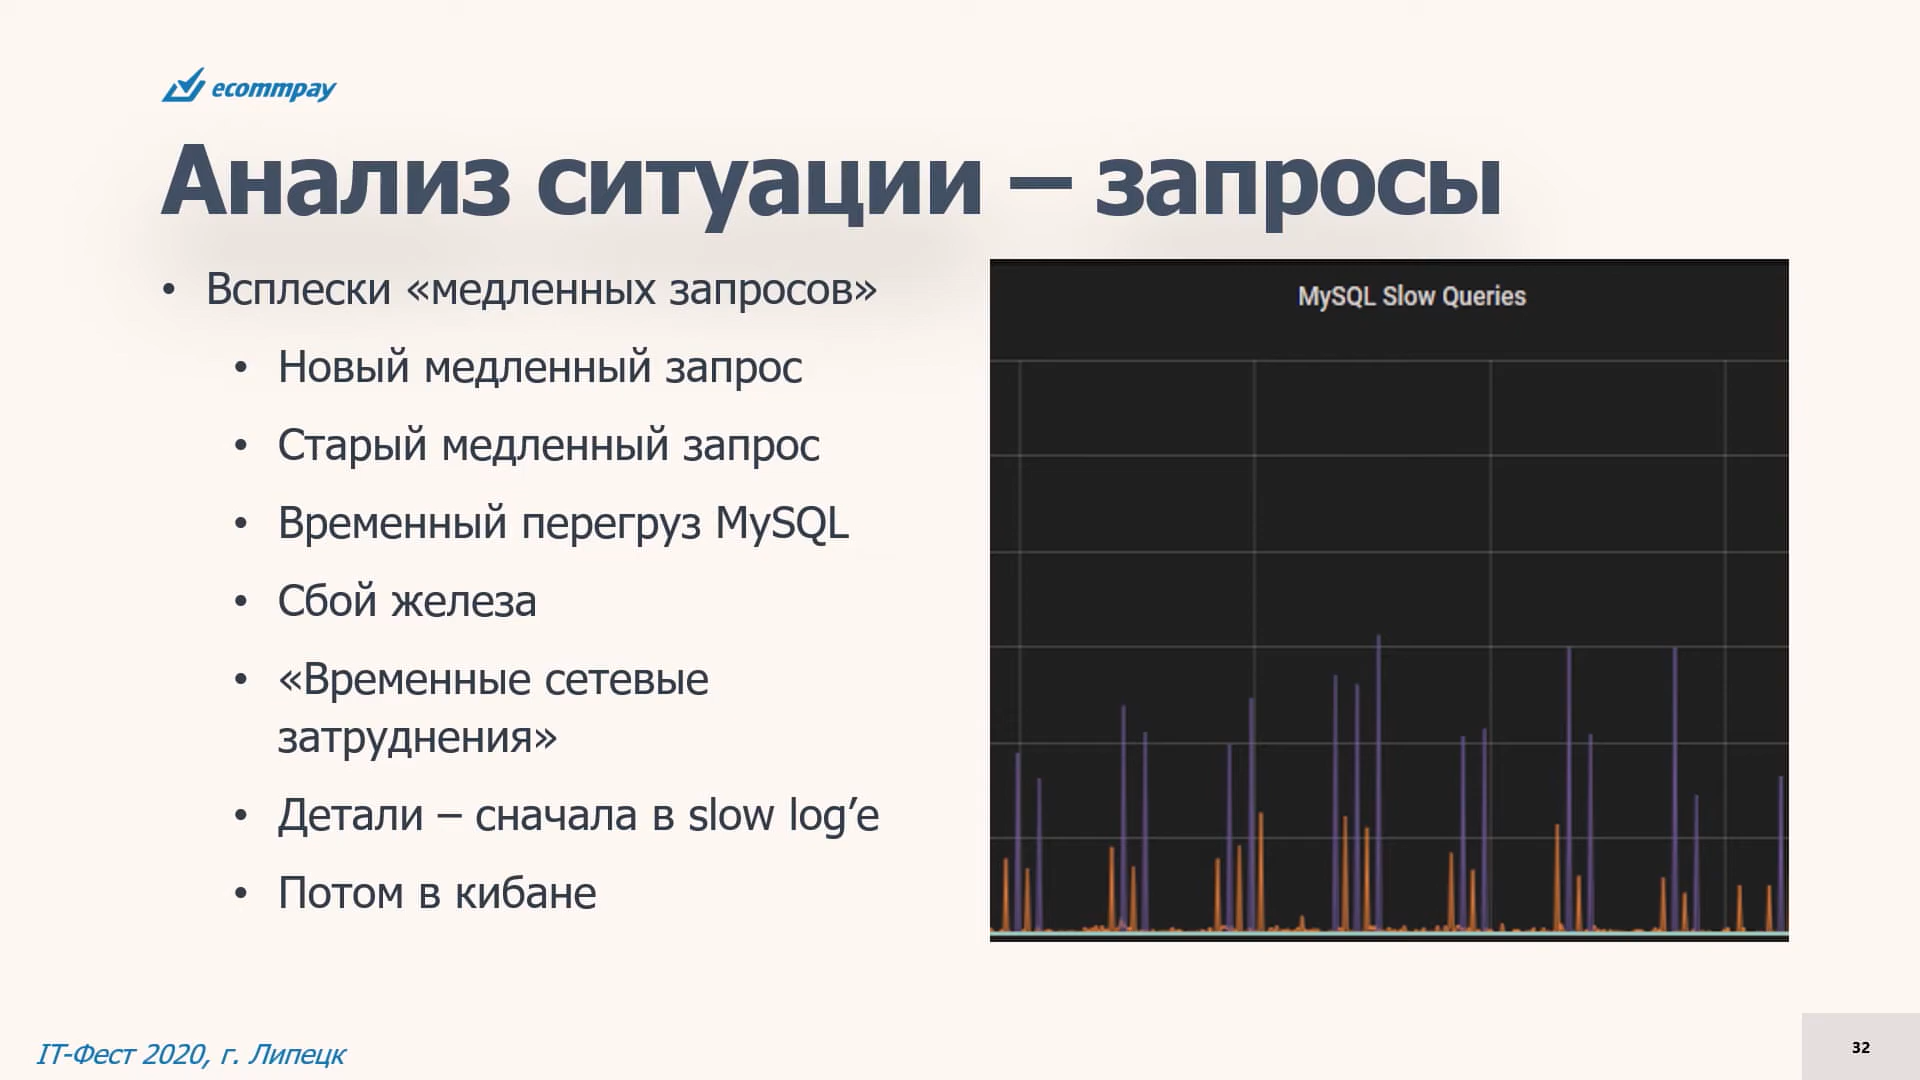 ecommpay
Анализ ситуации – запросы
• Всплески «медленных запросов»
• Новый медленный запрос
• Старый медленный запрос
• Временный перегруз MySQL
• Сбой железа
• «Временные сетевые
затруднения»
• Детали – сначала в slow log’е
• Потом в кибане
MySQL Slow Queries
IT-Фест 2020, г. Липецк
32